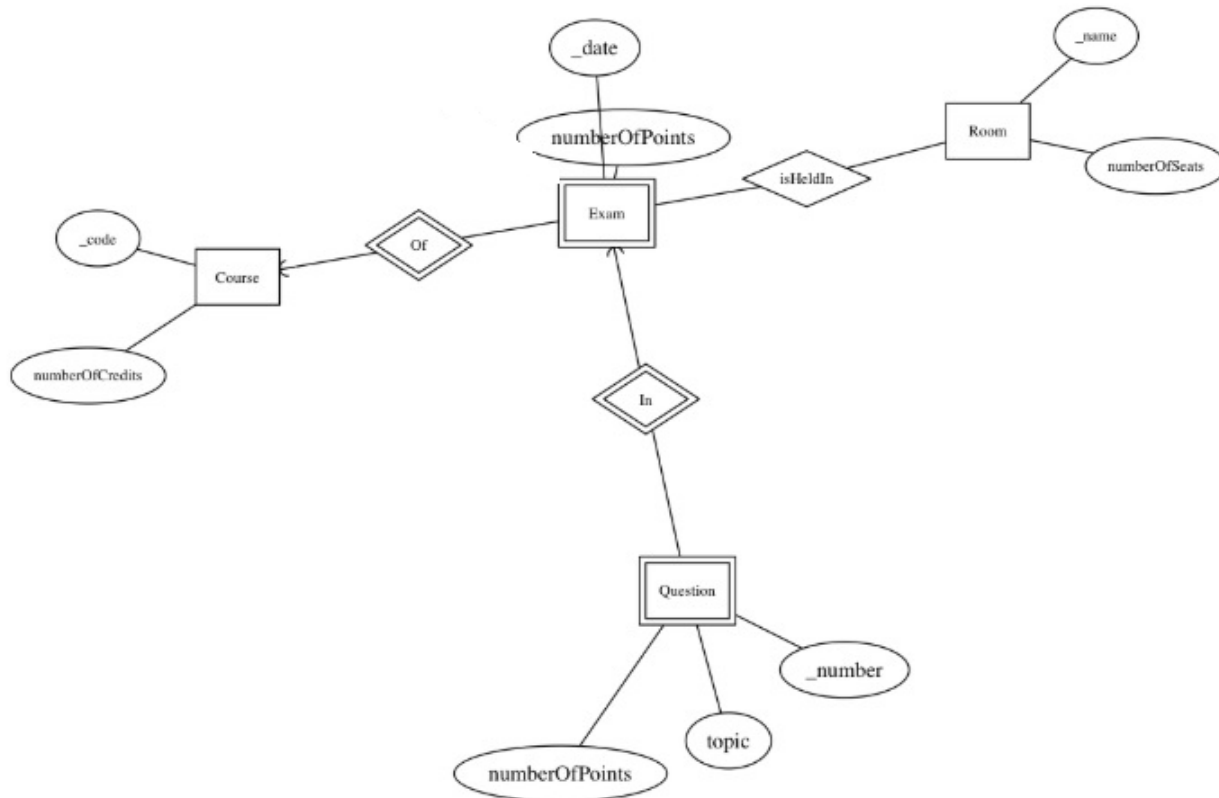 _date
_name
numberOfPoints
Room
isHeldIn
numberOfSeats
Exam
_code
Of
Course
numberOfCredits
In
Question
_number
topic
numberOfPoints